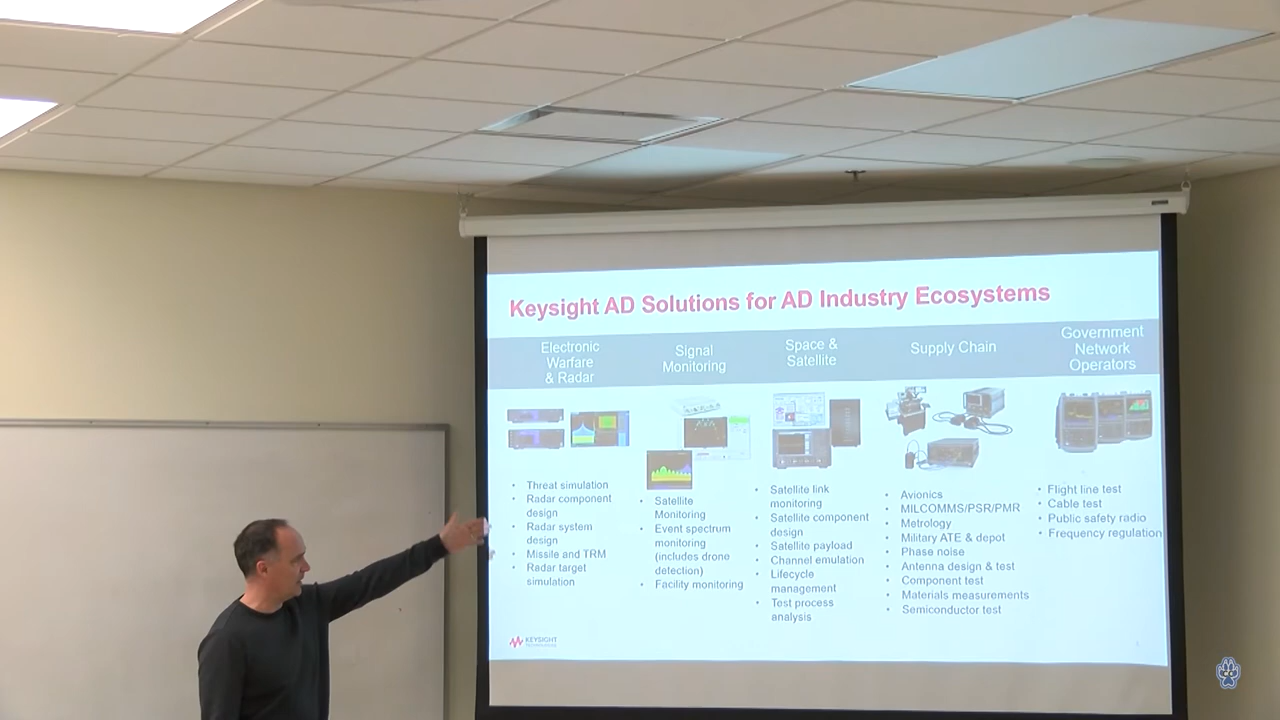 Keysight AD Solutions for AD Industry Ecosystems
Electronic
Warfare
& Radar
Signal
Monitoring
Space &
Satellite
Supply Chain
Government
Network
Operators
• Threat simulation
• Radar component
design
• Radar system
design
• Missile and TRM
• Radar target
simulation
• Satellite
Monitoring
• Event spectrum
monitoring
(includes drone
detection)
• Facility monitoring
• Satellite link
monitoring
• Satellite component
design
• Satellite payload
• Channel emulation
• Lifecycle
management
• Test process
analysis
• Avionics
• MILCOMMS/PSR/PMR
• Metrology
• Military ATE & depot
• Phase noise
• Antenna design & test
• Component test
• Materials measurements
• Semiconductor test
• Flight line test
• Cable test
• Public safety radio
• Frequency regulation
KEYSIGHT
TECHNOLOGIES